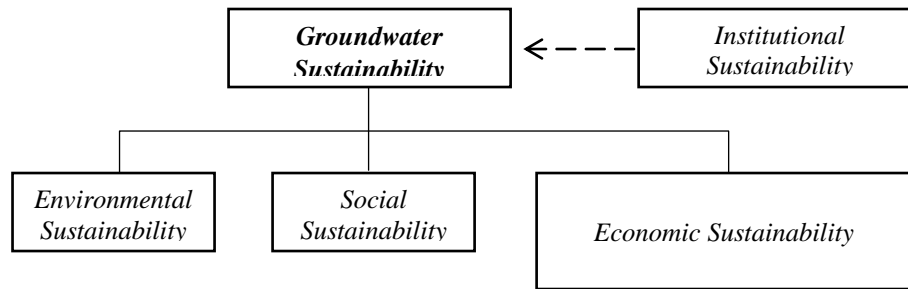 Groundwater
Sustainability
Institutional
Sustainability
Environmental
Sustainability
Social
Sustainability
Economic Sustainability